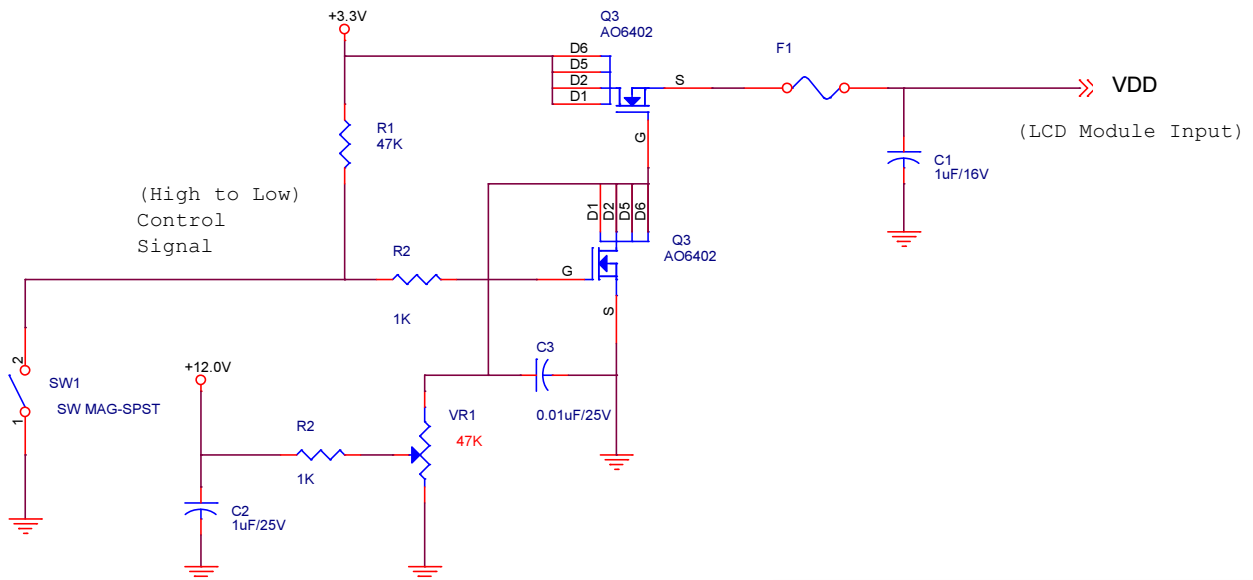 +3.3V
Q3
AO6402
D6
D5
D2
D1
S
G
F1
VDD
(LCD Module Input)
R1
47K
C1
1uF/16V
(High to Low)
Control
Signal
D1
D2
D5
D6
Q3
AO6402
R2
1K
G
S
2
1
SW1
SW MAG-SPST
+12.0V
C3
0.01uF/25V
VR1
47K
R2
1K
C2
1uF/25V